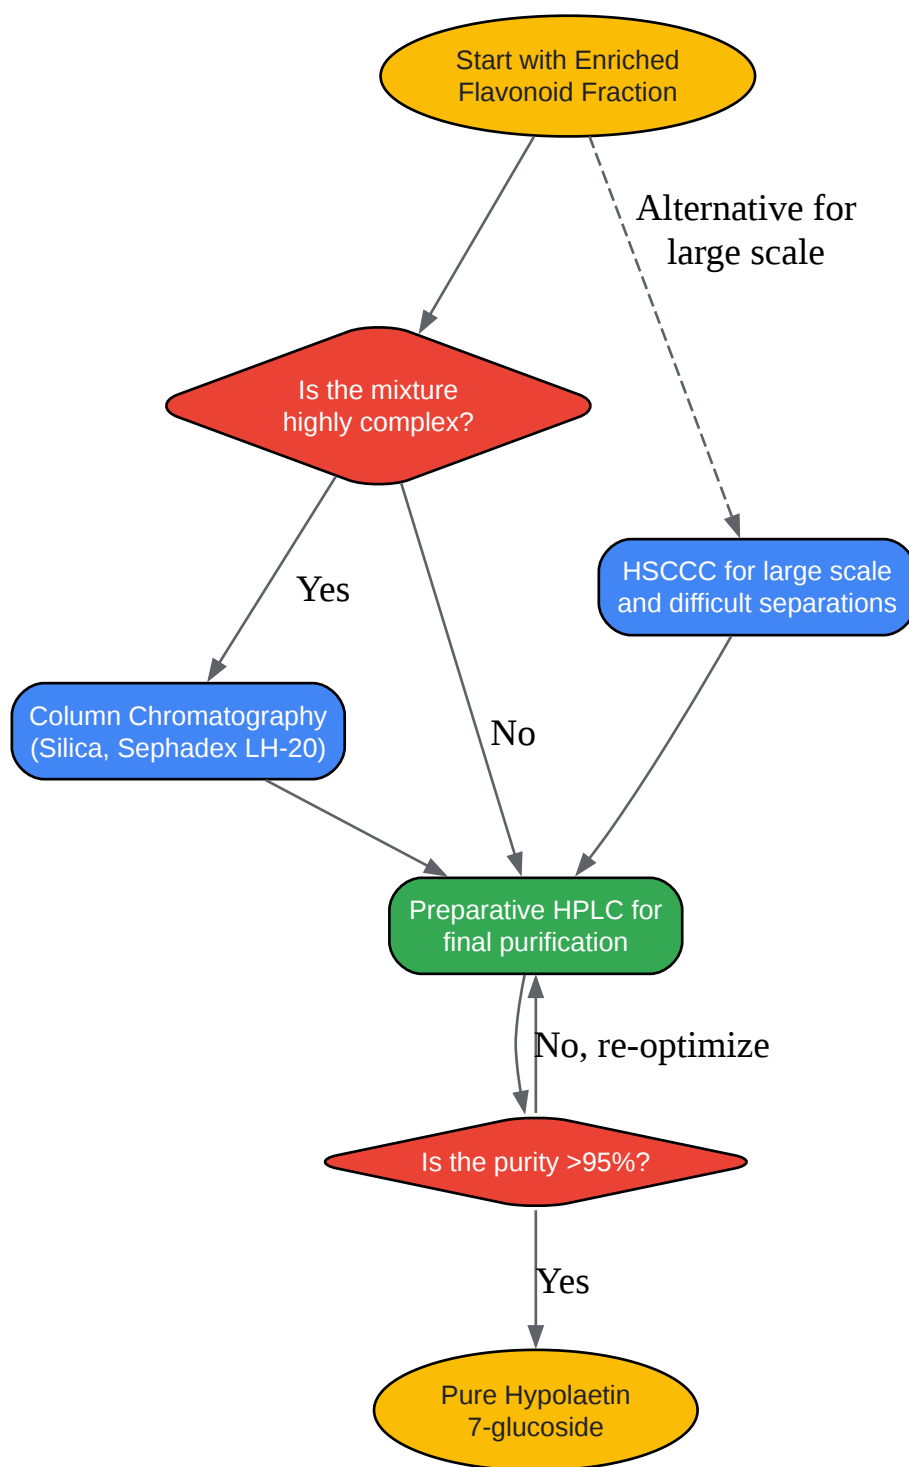 Start with Enriched
Flavonoid Fraction
Alternative for
large scale
Is the mixture
highly complex?
HSCCC for large scale
and difficult separations
Yes
Column Chromatography
(Silica, Sephadex LH-20)
No
Preparative HPLC for
final purification
No, re-optimize
Is the purity >95%?
Yes
Pure Hypolaetin
7-glucoside